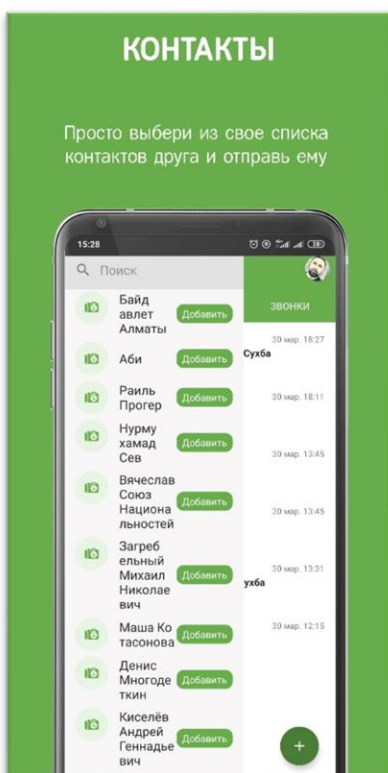 КОНТАКТЫ
Просто выбери из свое списка
контактов друга и отправь ему
15:28
Поиск
ЗВОНКИ
Байд
авлет
Алматы
Добавить
30 мар. 18:27
Сухба
Аби
Добавить
Раиль
Прогер
Добавить
30 мар. 18:11
Нурму
хамад
Сев
Добавить
30 мар. 13:45
Вячеслав
Союз
Национа
льностей
Добавить
30 мар. 13:45
Загреб
ельный
Михаил
Николае
вич
Добавить
30 мар. 13:31
ухба
Маша Ко
тасонова
Добавить
30 мар. 12:15
Денис
Многоде
ткин
Добавить
Киселёв
Андрей
Геннадье
вич
Добавить
+